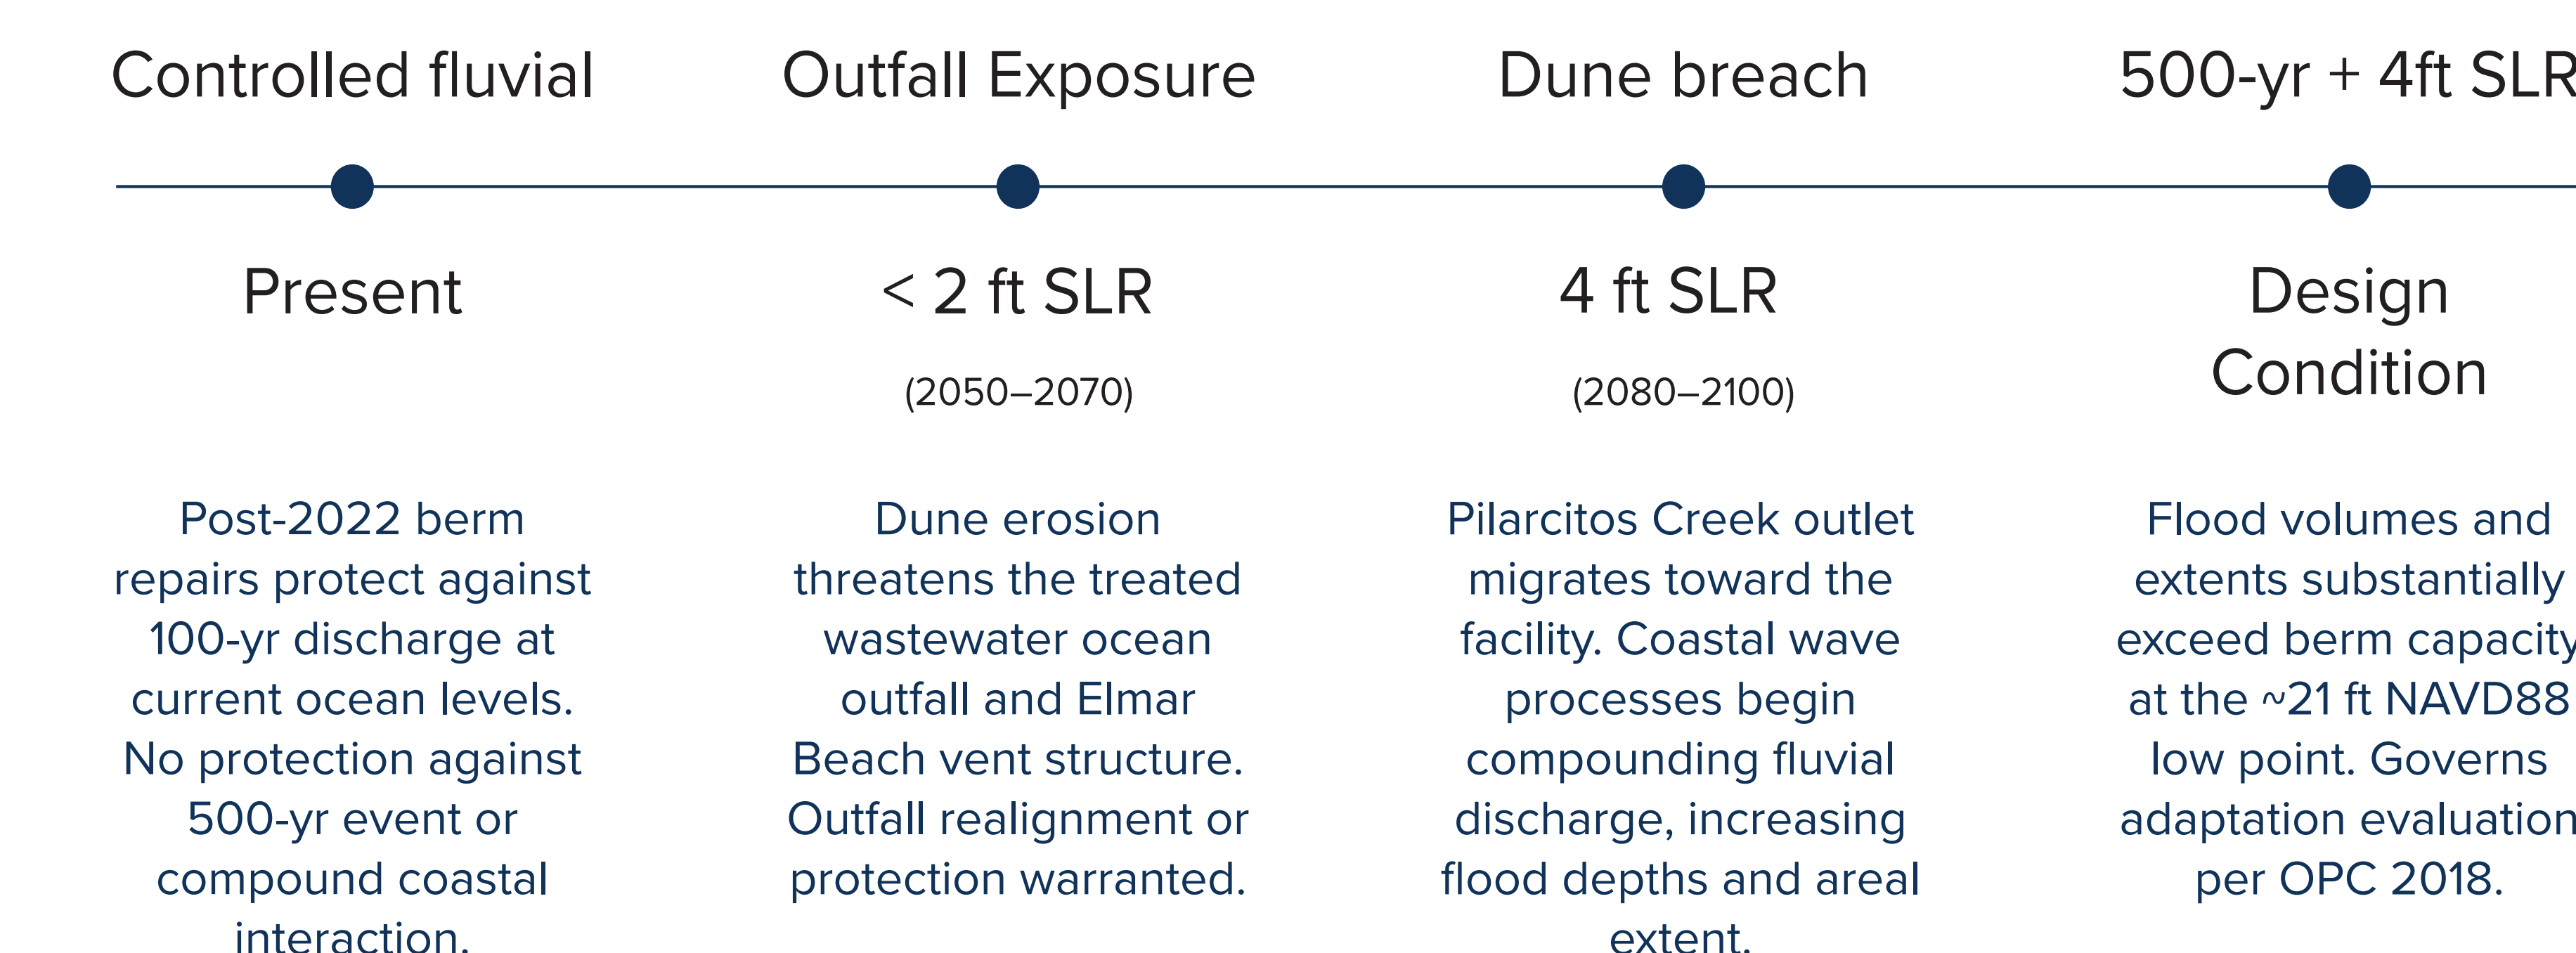 Controlled fluvial
Outfall Exposure
Dune breach
500-yr + 4ft SLR
Present
< 2 ft SLR
(2050–2070)
4 ft SLR
(2080–2100)
Design
Condition
Post-2022 berm
repairs protect against
100-yr discharge at
current ocean levels.
No protection against
500-yr event or
compound coastal
interaction.
Dune erosion
threatens the treated
wastewater ocean
outfall and Elmar
Beach vent structure.
Outfall realignment or
protection warranted.
Pilarcitos Creek outlet
migrates toward the
facility. Coastal wave
processes begin
compounding fluvial
discharge, increasing
flood depths and areal
extent.
Flood volumes and
extents substantially
exceed berm capacity
at the ~21 ft NAVD88
low point. Governs
adaptation evaluation
per OPC 2018.